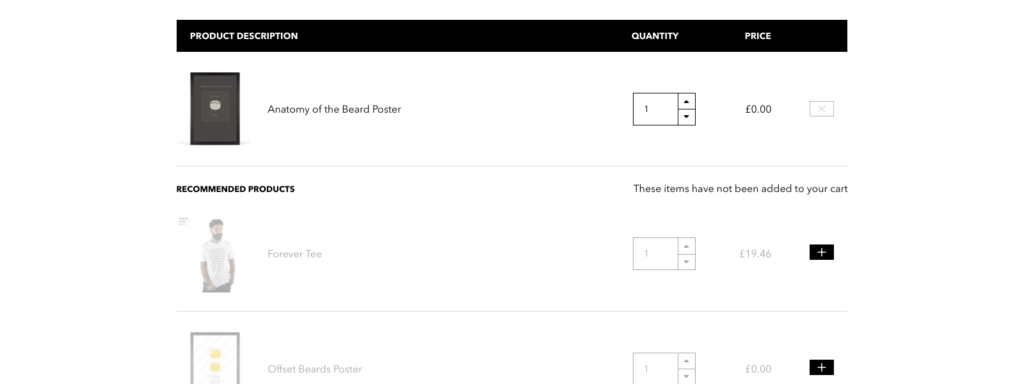 PRODUCT DESCRIPTION QUANTITY PRICE
Anatomy of the Beard Poster 1 £0.00
RECOMMENDED PRODUCTS These items have not been added to your cart
Forever Tee 1 £19.46
Offset Beards Poster 1 £0.00